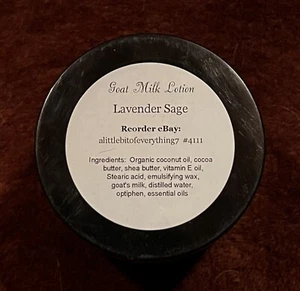 Goat Milk Lotion
Lavender Sage
Reorder eBay:
alittlebitofeverything7 #4111
Ingredients: Organic coconut oil, cocoa
butter, shea butter, vitamin E oil,
Stearic acid, emulsifying wax,
goat's milk, distilled water,
optiphen, essential oils